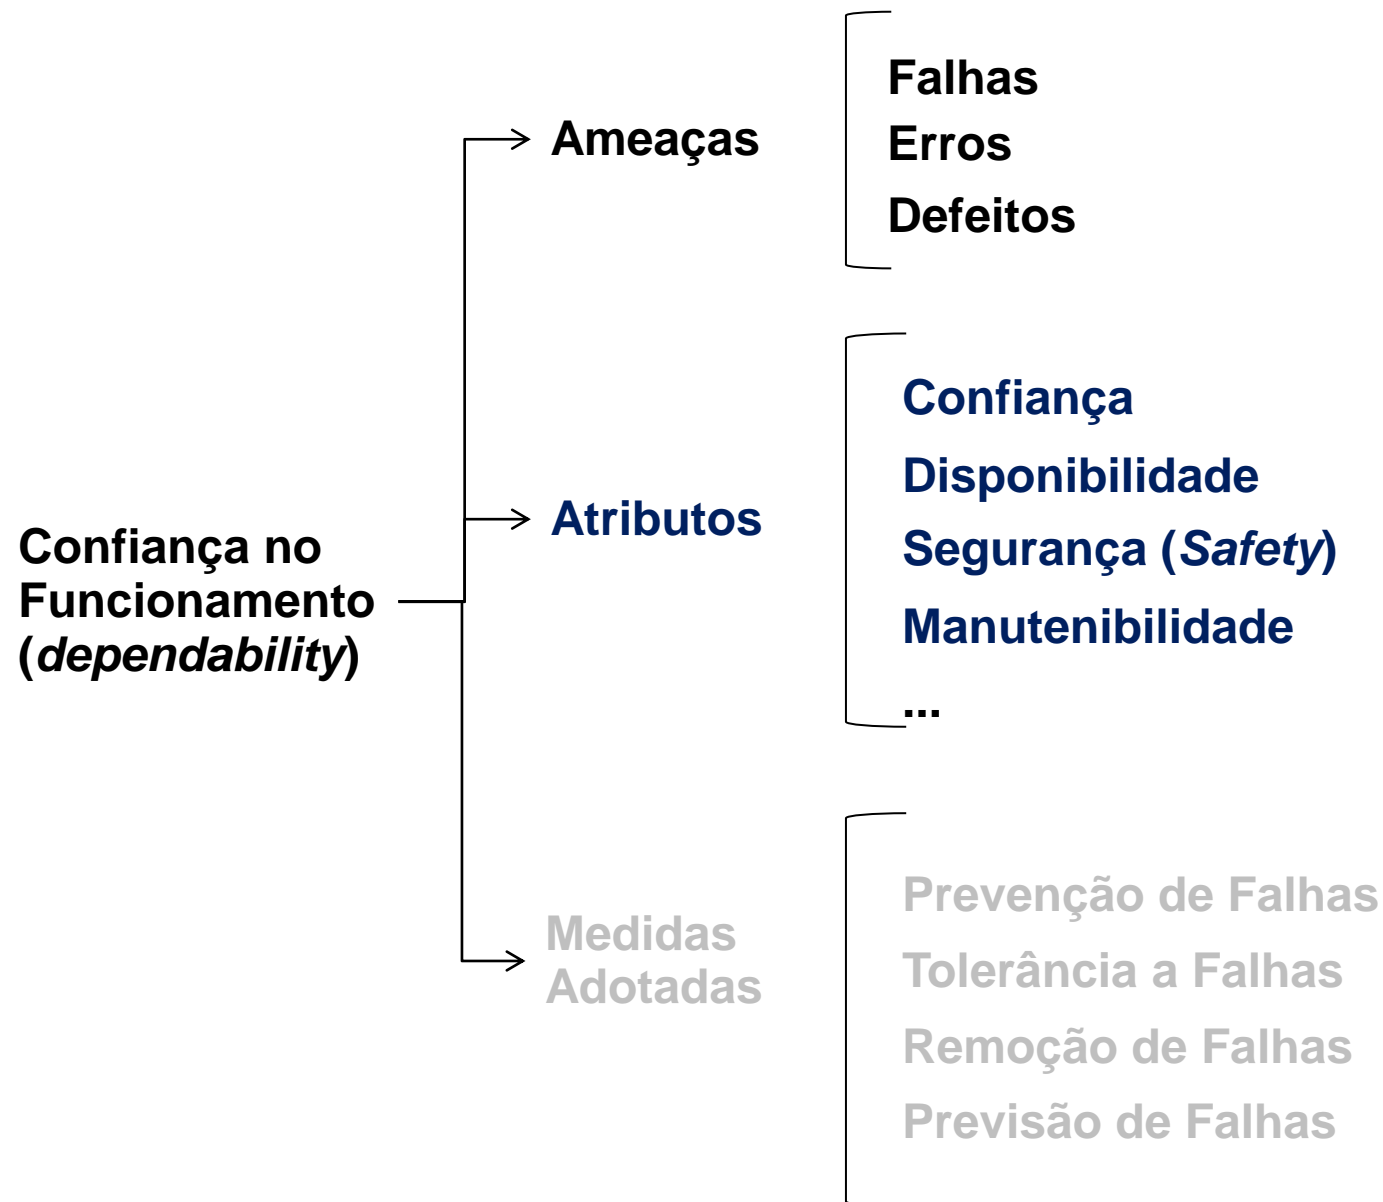 Confiança no
Funcionamento
(dependability)
Ameaças
Falhas
Erros
Defeitos
Atributos
Confiança
Disponibilidade
Segurança (Safety)
Manutenibilidade
...
Medidas
Adotadas
Prevenção de Falhas
Tolerância a Falhas
Remoção de Falhas
Previsão de Falhas